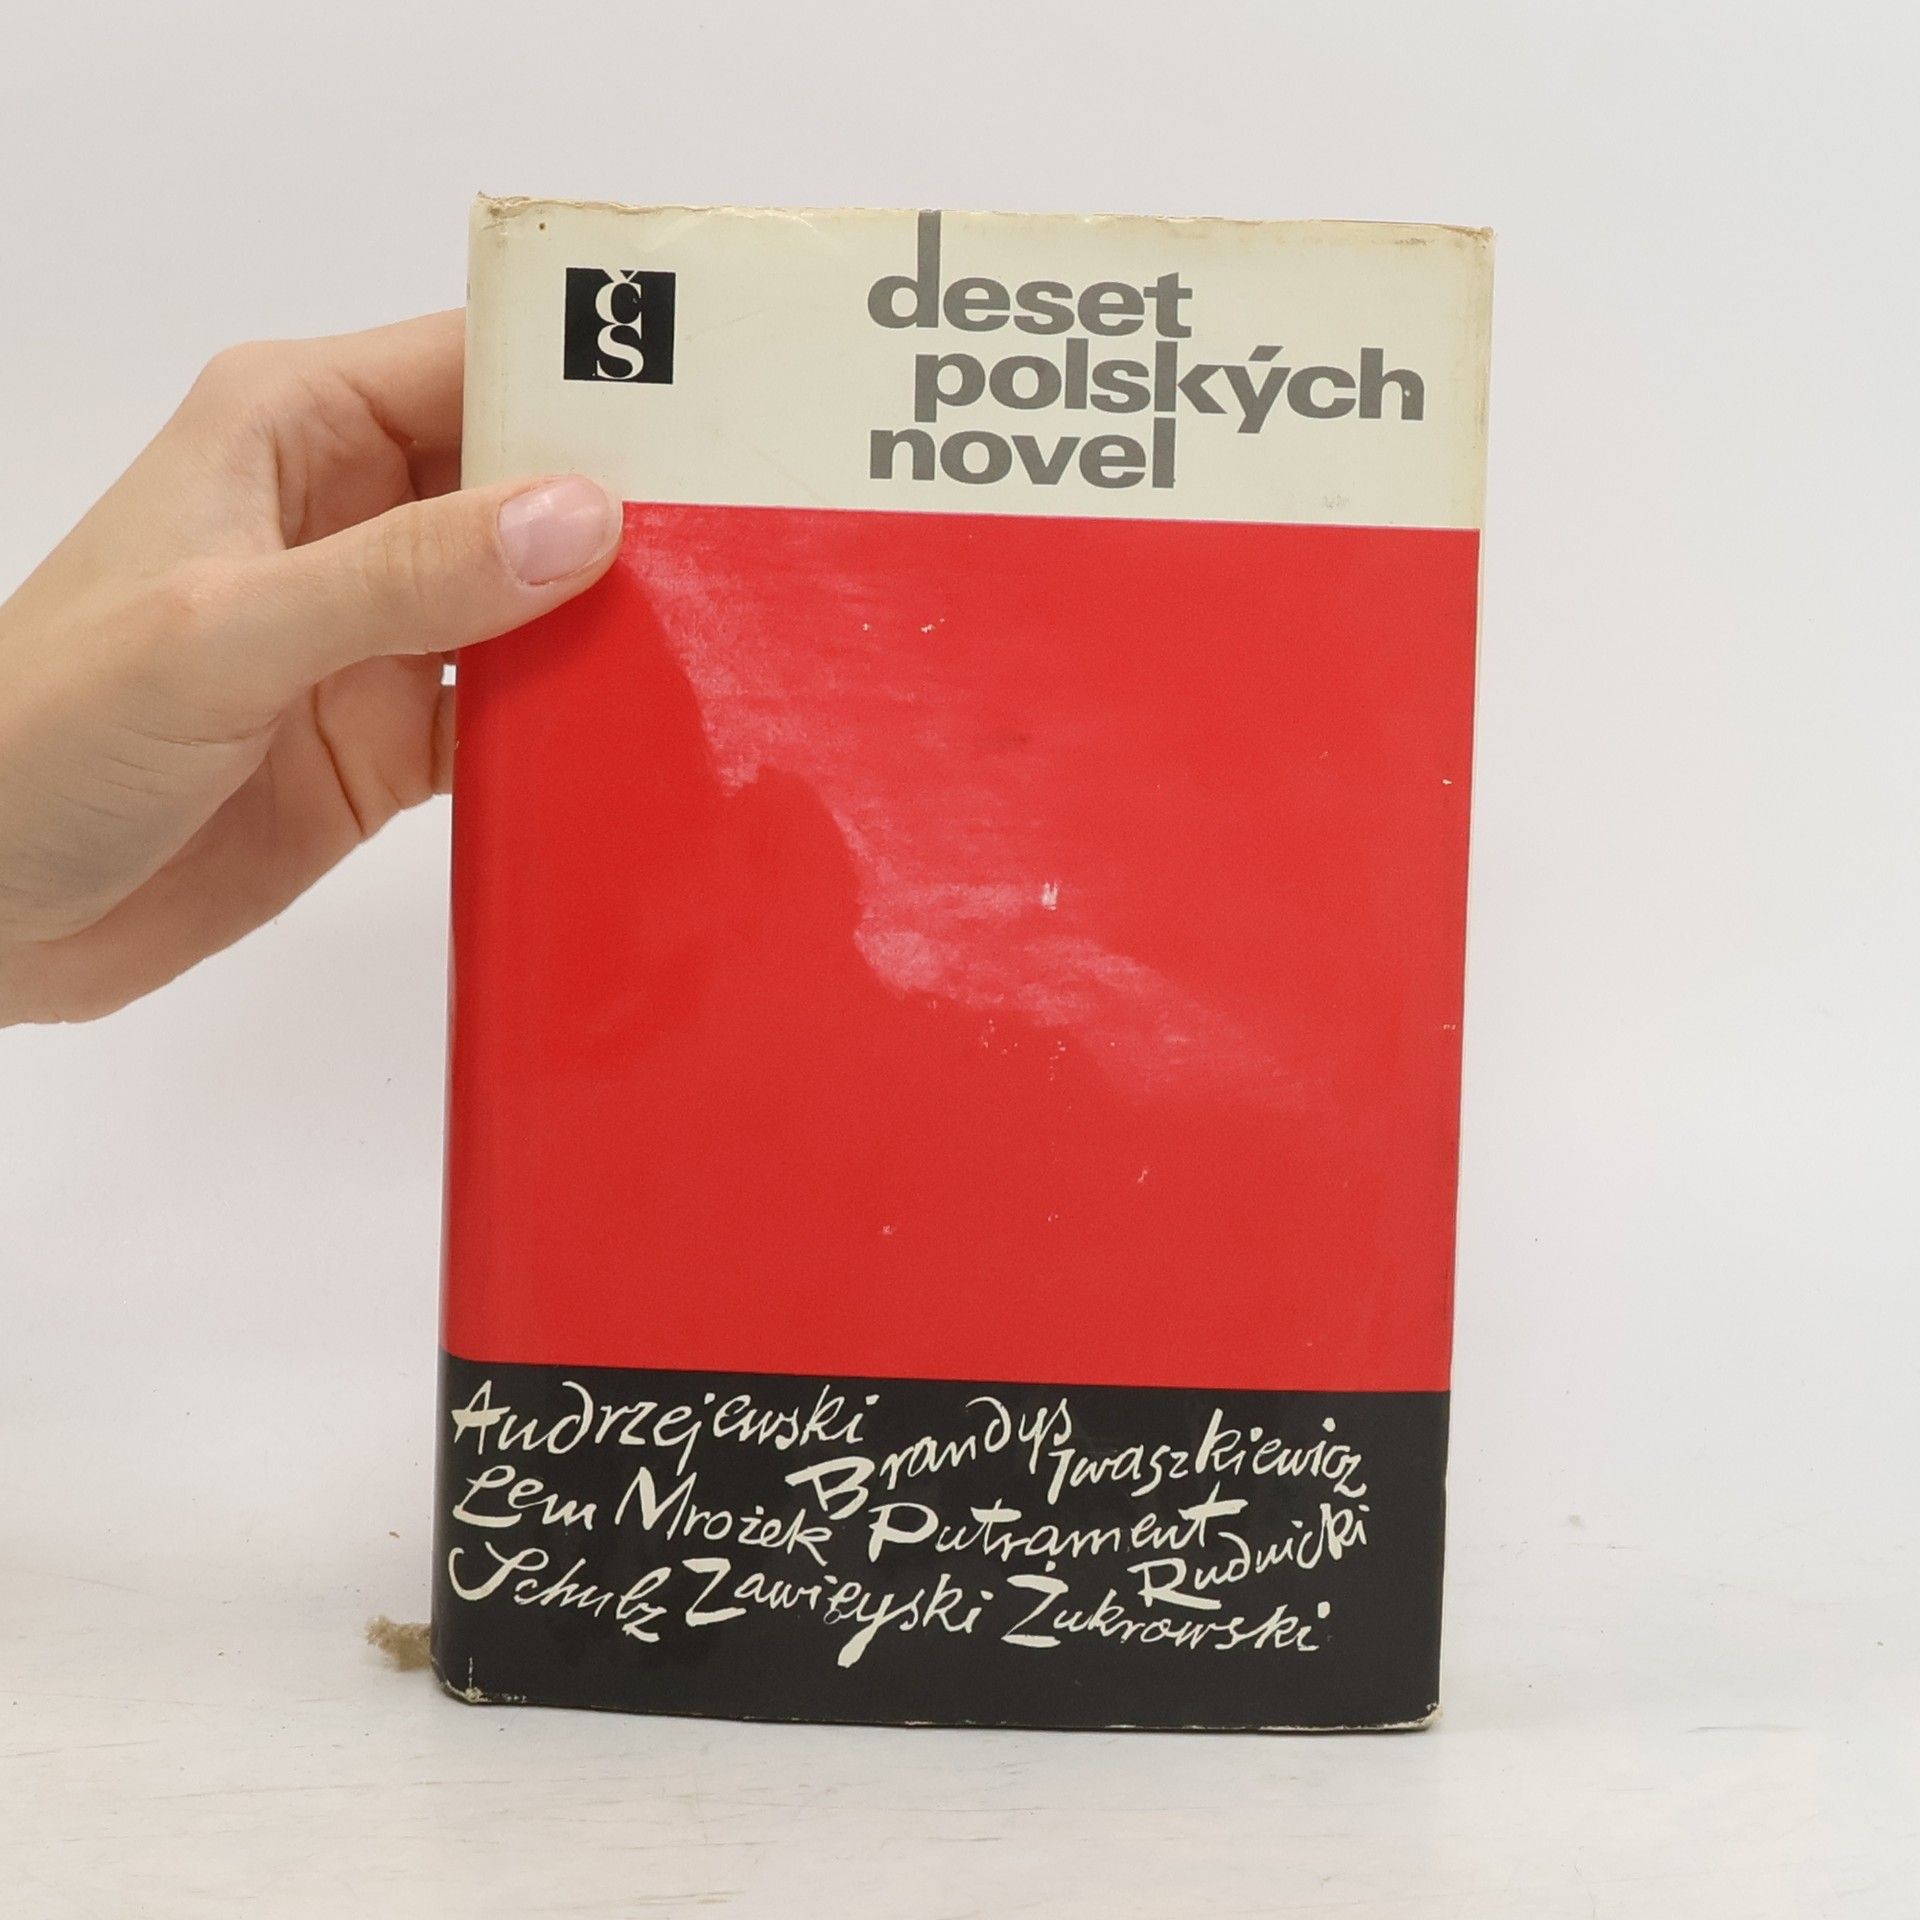 ČS
deset
polských
novel
Andrzejewski Brandys Iwaszkiewicz
Lem Mrożek Putrament Rudnicki
Schulz Zawieyski Żukrowski